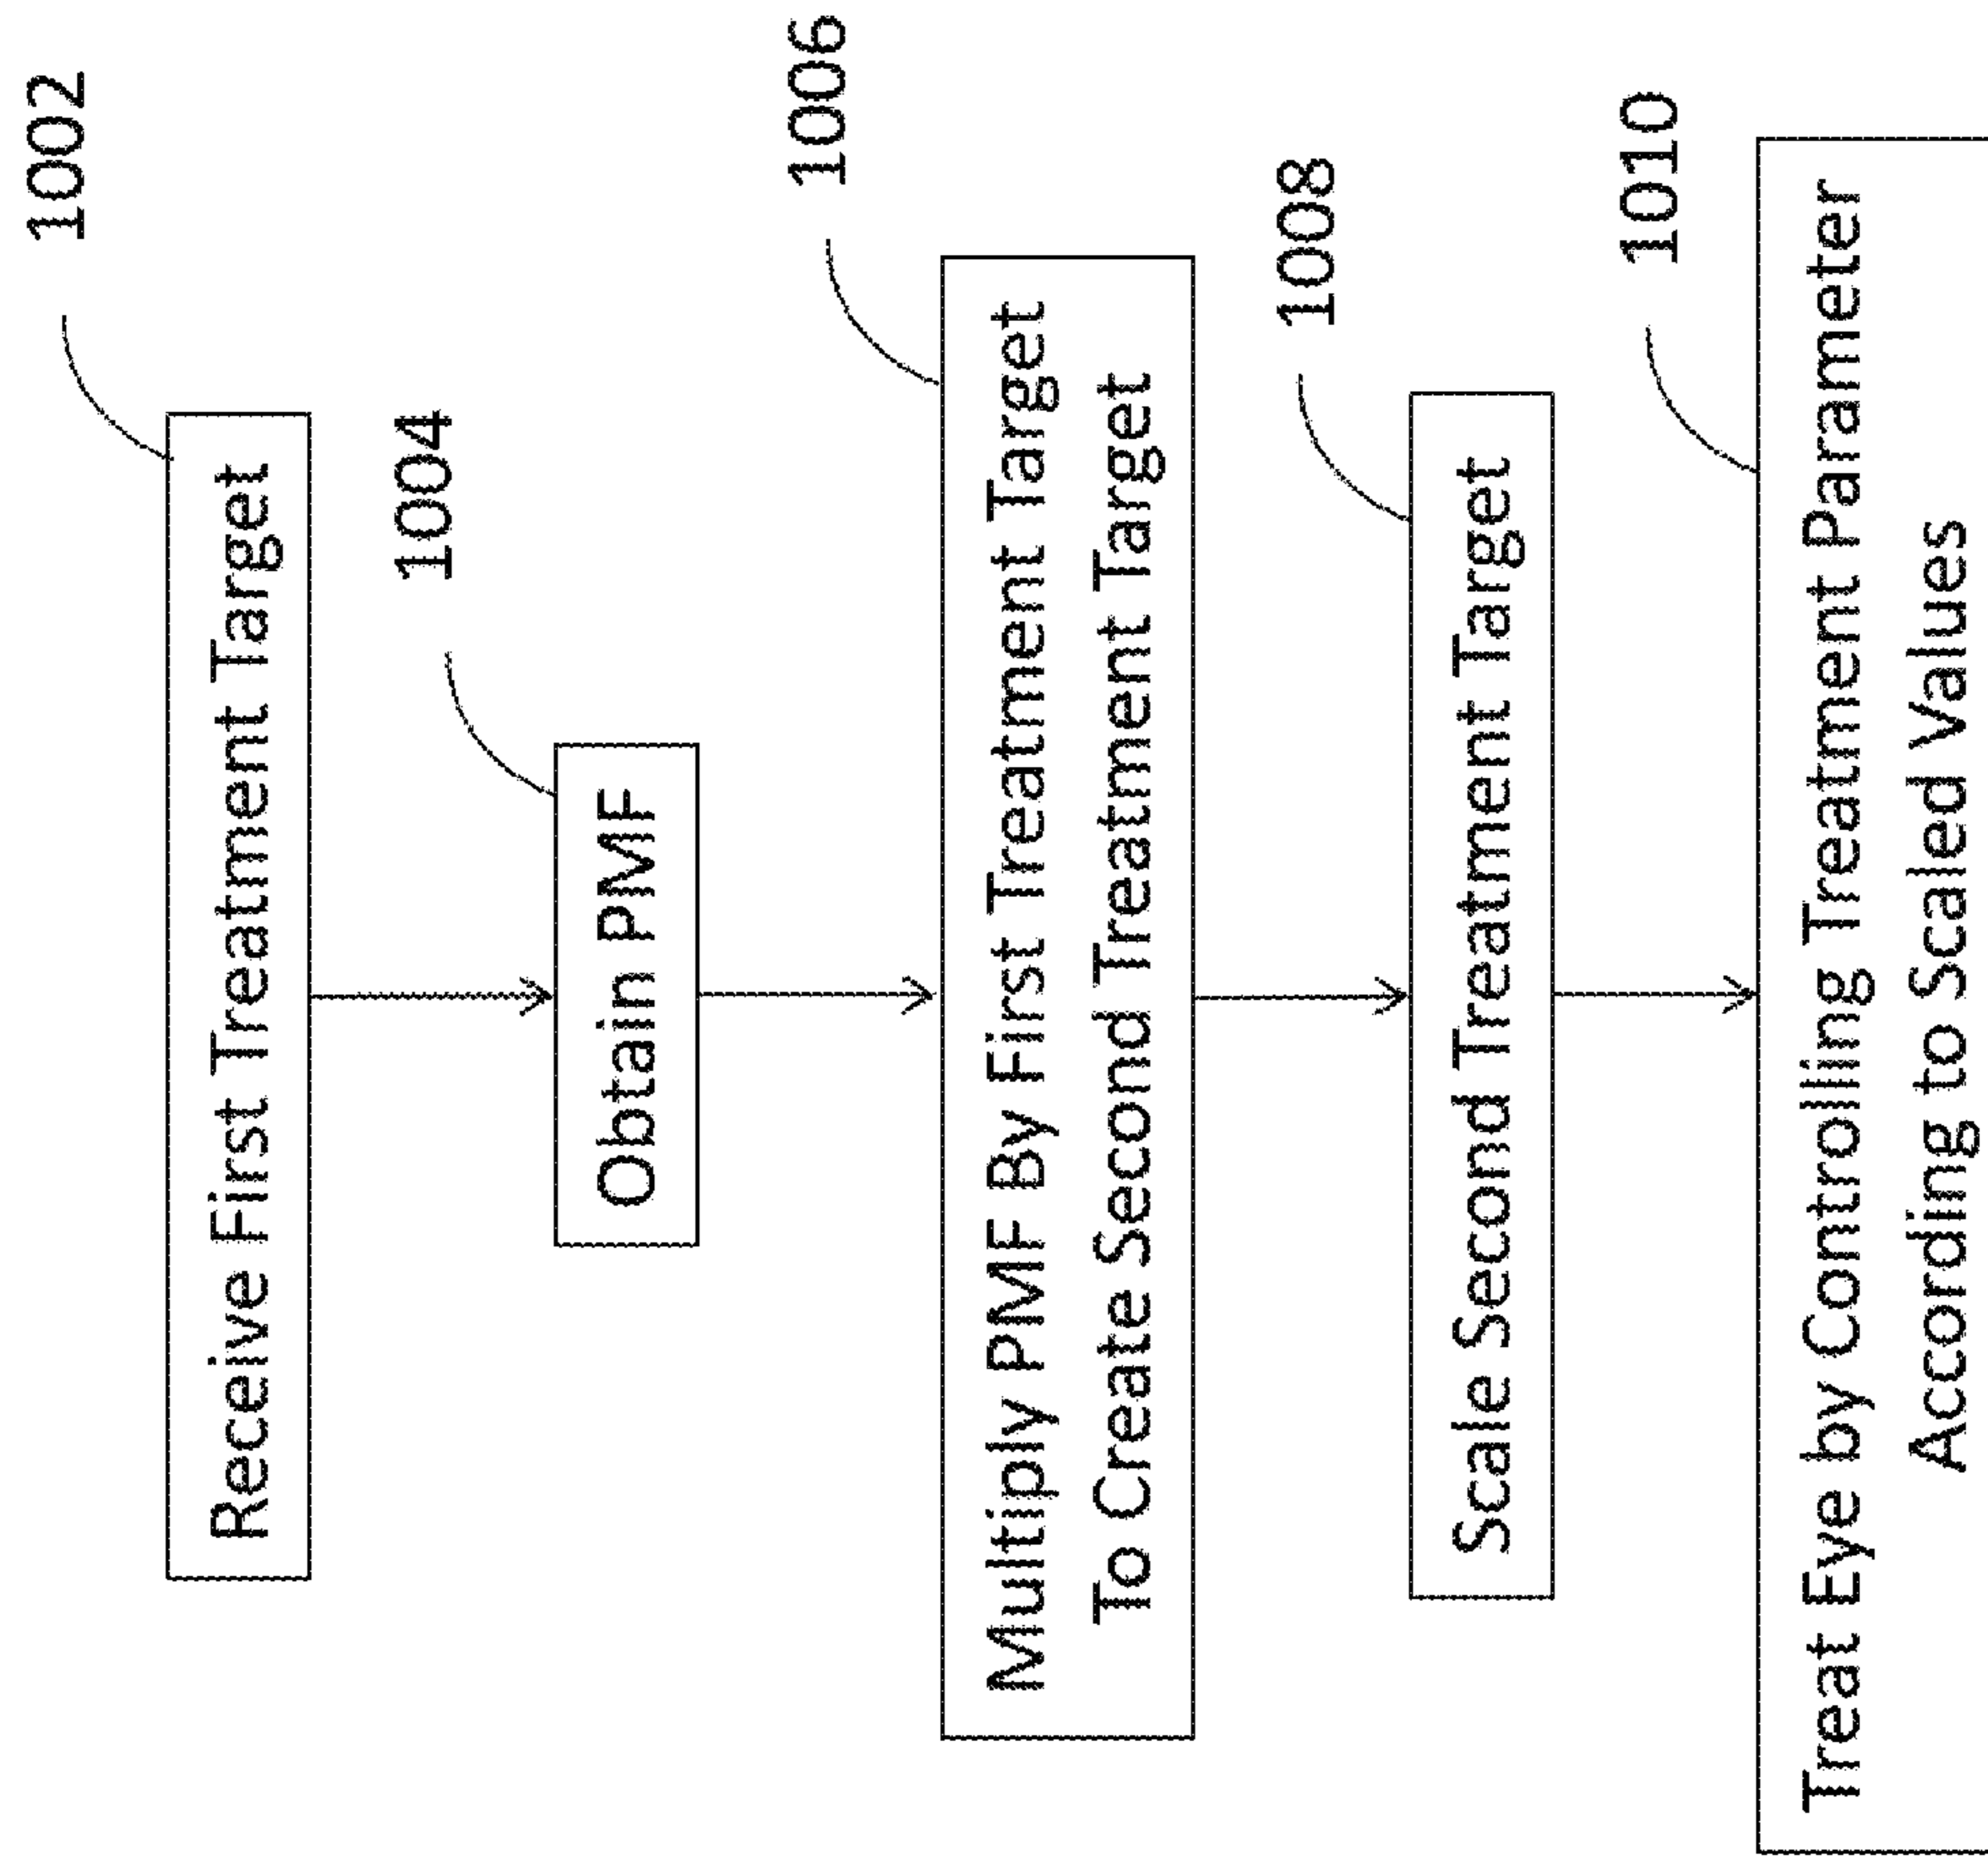 1002
Receive First Treatment Target
1004
Obtain PMF
1006
Multiply PMF By First Treatment Target
To Create Second Treatment Target
1008
Scale Second Treatment Target
1010
Treat Eye by Controlling Treatment Parameter
According to Scaled Values